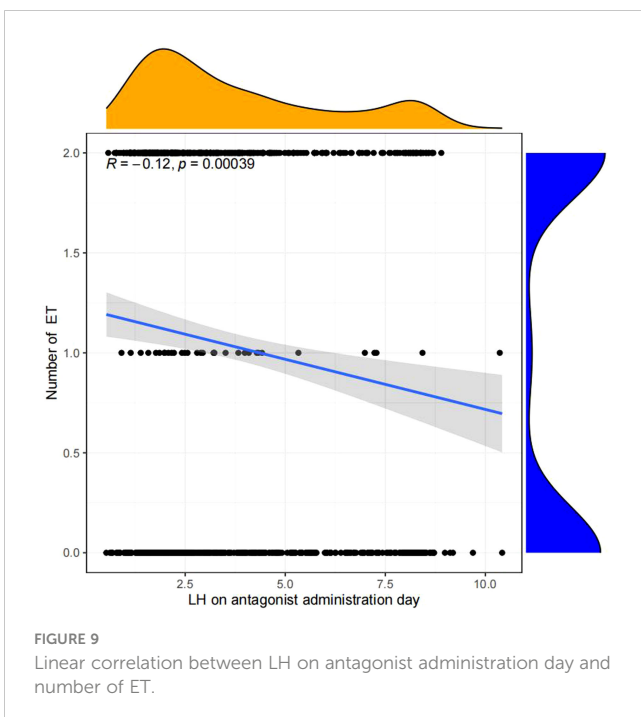 2.0
R = −0.12, p = 0.00039
1.5
Number of ET
1.0
0.5
0.0
2.5 5.0 7.5 10.0
LH on antagonist administration day
FIGURE 9
Linear correlation between LH on antagonist administration day and
number of ET.